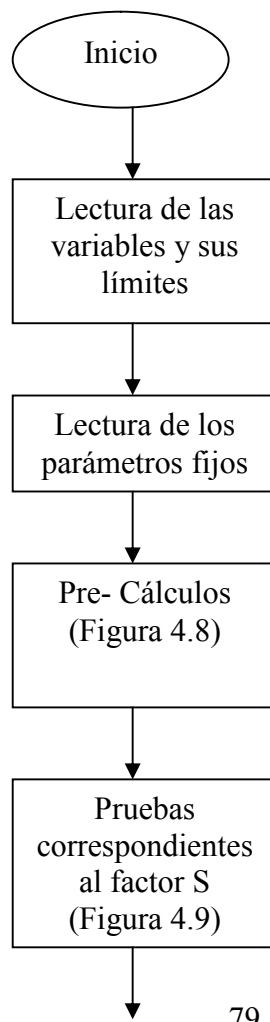 Inicio
Lectura de las
variables y sus
límites
Lectura de los
parámetros fijos
Pre- Cálculos
(Figura 4.8)
Pruebas
correspondientes
al factor S
(Figura 4.9)
79